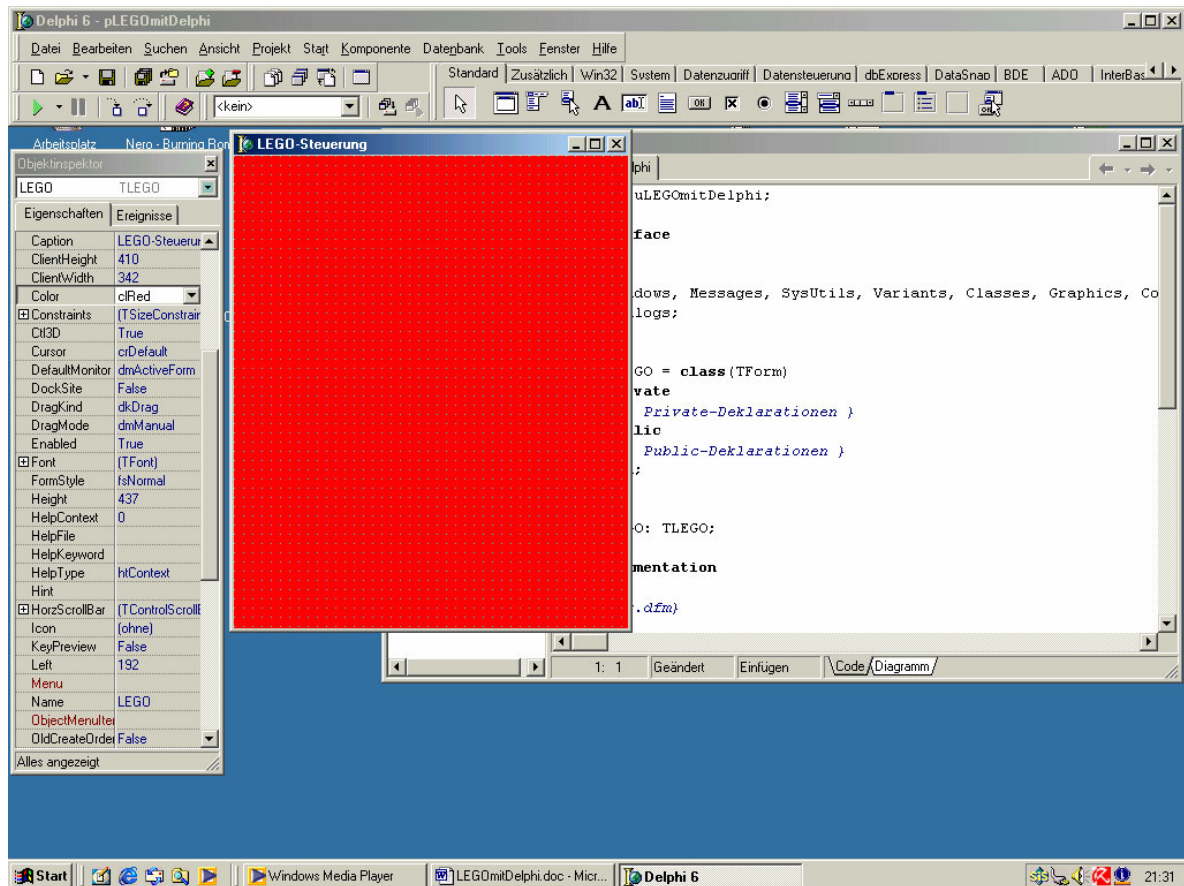 Delphi 6 - pLEGOmitDelphi
Datei Bearbeiten Suchen Ansicht Projekt Start Komponente Datenbank Tools Fenster Hilfe
Standard Zusätzlich Win32 System Datenzugriff Datensteuerung dbExpress DataSnap BDE ADO InterBas
<kein>
Arbeitsplatz Nero - Burning Rom
Objektinspektor
LEGO TLEGO
Eigenschaften Ereignisse
Caption LEGO-Steuerur
ClientHeight 410
ClientWidth 342
Color clRed
Constraints (TSizeConstrair
Ctl3D True
Cursor crDefault
DefaultMonitor dmActiveForm
DockSite False
DragKind dkDrag
DragMode dmManual
Enabled True
Font (TFont)
FormStyle fsNormal
Height 437
HelpContext 0
HelpFile
HelpKeyword
HelpType htContext
Hint
HorzScrollBar (TControlScrollE
Icon (ohne)
KeyPreview False
Left 192
Menu
Name LEGO
ObjectMenuIter
OldCreateOrder False
Alles angezeigt
LEGO-Steuerung
lphi
uLEGOmitDelphi;
face
dows, Messages, SysUtils, Variants, Classes, Graphics, Co
logs;
GO = class(TForm)
vate
Private-Deklarationen }
lic
Public-Deklarationen }
;
O: TLEGO;
mentation
.dfm}
1: 1 Geändert Einfügen Code Diagramm
Start Windows Media Player LEGOmitDelphi.doc - Micr... Delphi 6 21:31